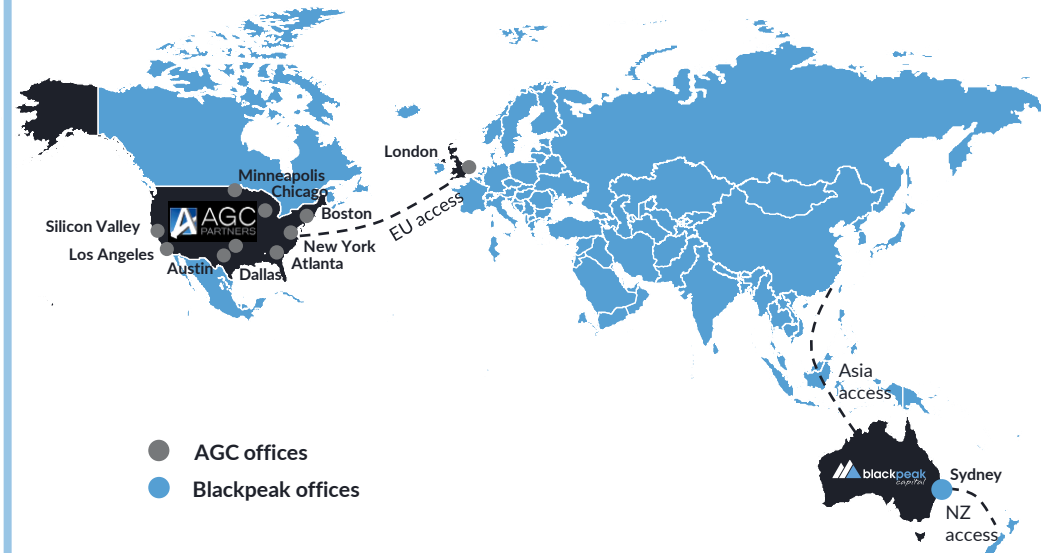 London
Minneapolis
Chicago
AGC
PARTNERS
Boston
Silicon Valley
New York
EU access
Los Angeles
Atlanta
Austin
Dallas
Asia
access
AGC offices
Blackpeak offices
blackpeak
capital
Sydney
NZ
access